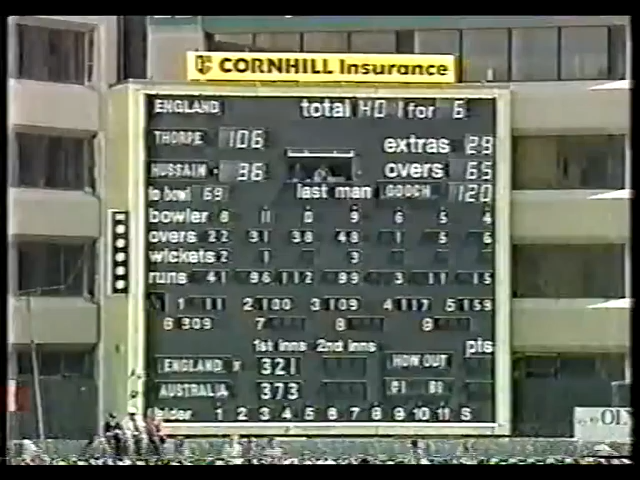 CORNHILL Insurance
ENGLAND total 401 for 6
THORPE 106 extras 29
HUSSAIN 36 overs 65
to bowl 69 last man GOOCH 120
bowler 8 11 9 6 5 4
overs 22 31 38 48 1 5 6
wickets 2 1 3
runs 41 96 112 99 3 11 15
1 11 2 100 3 109 4 117 5 159
6 309 7 8 9
1st inns 2nd inns pts
ENGLAND 321 HOW OUT
AUSTRALIA 373
1 2 3 4 5 6 7 8 9 10 11 S